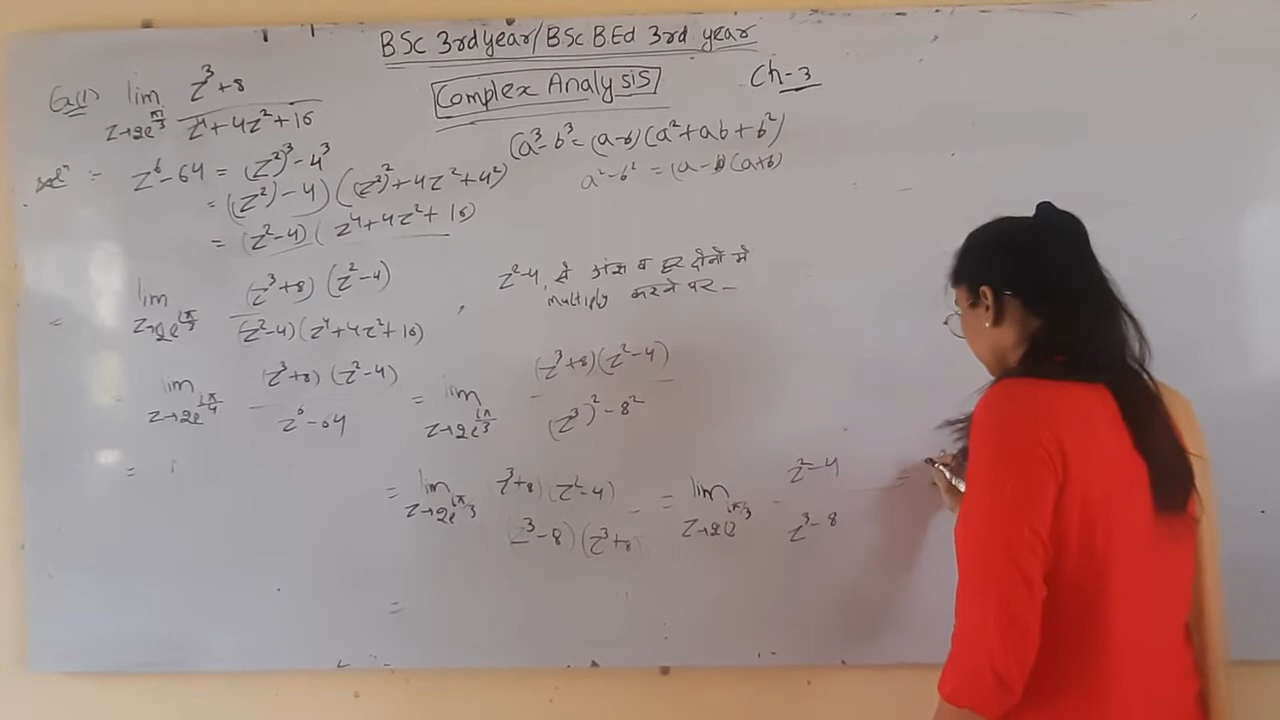 BSc 3rd year/BSc B.Ed 3rd year
Complex Analysis
Ch-3
Ex(1) lim z→2e^{iπ/3} (z³+8)/(z⁴+4z²+16)
(a³-b³=(a-b)(a²+ab+b²)
a²-b² = (a-b)(a+b)
solⁿ :- z⁶-64 = (z²)³-4³
= (z²)-4)((z²)²+4z²+4²)
= (z²-4)(z⁴+4z²+16)
= lim z→2e^{iπ/3} (z³+8)(z²-4)/(z²-4)(z⁴+4z²+16) , z²-4, से अंश व हर दोनो मे
multiply करने पर -
= lim z→2e^{iπ/4} (z³+8)(z²-4)/z⁶-64 = lim z→2e^{iπ/3} (z³+8)(z²-4)/(z³)²-8²
=
= lim z→2e^{iπ/3} z³+8)(z²-4)/(z³-8)(z³+8 = lim z→2e^{iπ/3} z²-4/z³-8 =
=